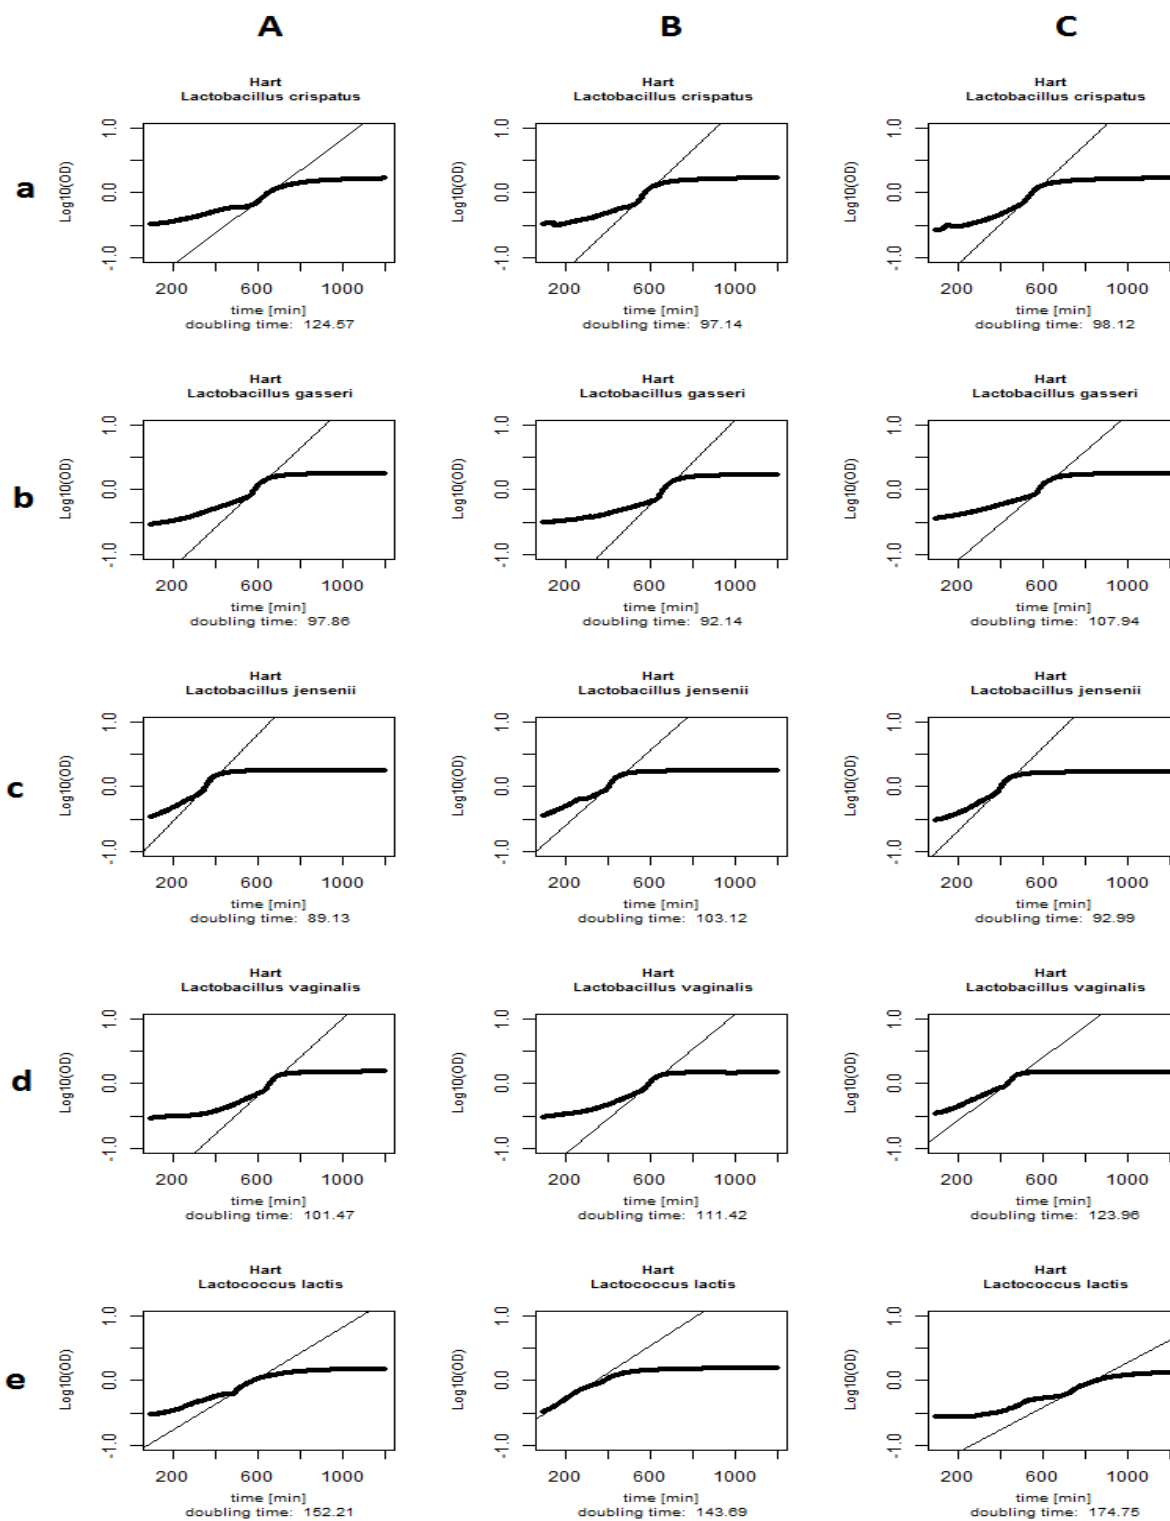 A B C
a
Hart
Lactobacillus crispatus
Log10(OD)
1.0
0.0
-1.0
200 600 1000
time [min]
doubling time: 124.57
Hart
Lactobacillus crispatus
Log10(OD)
1.0
0.0
-1.0
200 600 1000
time [min]
doubling time: 97.14
Hart
Lactobacillus crispatus
Log10(OD)
1.0
0.0
-1.0
200 600 1000
time [min]
doubling time: 98.12
b
Hart
Lactobacillus gasseri
Log10(OD)
1.0
0.0
-1.0
200 600 1000
time [min]
doubling time: 97.86
Hart
Lactobacillus gasseri
Log10(OD)
1.0
0.0
-1.0
200 600 1000
time [min]
doubling time: 92.14
Hart
Lactobacillus gasseri
Log10(OD)
1.0
0.0
-1.0
200 600 1000
time [min]
doubling time: 107.94
c
Hart
Lactobacillus jensenii
Log10(OD)
1.0
0.0
-1.0
200 600 1000
time [min]
doubling time: 89.13
Hart
Lactobacillus jensenii
Log10(OD)
1.0
0.0
-1.0
200 600 1000
time [min]
doubling time: 103.12
Hart
Lactobacillus jensenii
Log10(OD)
1.0
0.0
-1.0
200 600 1000
time [min]
doubling time: 92.99
d
Hart
Lactobacillus vaginalis
Log10(OD)
1.0
0.0
-1.0
200 600 1000
time [min]
doubling time: 101.47
Hart
Lactobacillus vaginalis
Log10(OD)
1.0
0.0
-1.0
200 600 1000
time [min]
doubling time: 111.42
Hart
Lactobacillus vaginalis
Log10(OD)
1.0
0.0
-1.0
200 600 1000
time [min]
doubling time: 123.96
e
Hart
Lactococcus lactis
Log10(OD)
1.0
0.0
-1.0
200 600 1000
time [min]
doubling time: 152.21
Hart
Lactococcus lactis
Log10(OD)
1.0
0.0
-1.0
200 600 1000
time [min]
doubling time: 143.69
Hart
Lactococcus lactis
Log10(OD)
1.0
0.0
-1.0
200 600 1000
time [min]
doubling time: 174.75